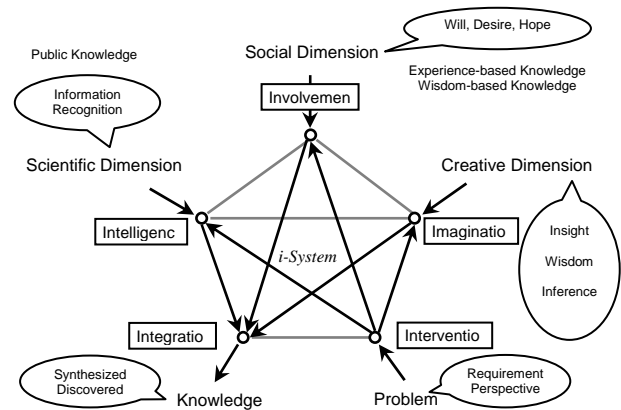 Will, Desire, Hope
Social Dimension
Public Knowledge
Experience-based Knowledge
Wisdom-based Knowledge
Information
Recognition
Involvemen
Scientific Dimension
Creative Dimension
Intelligenc
Imaginatio
Insight
Wisdom
Inference
i-System
Integratio
Interventio
Synthesized
Discovered
Knowledge
Problem
Requirement
Perspective